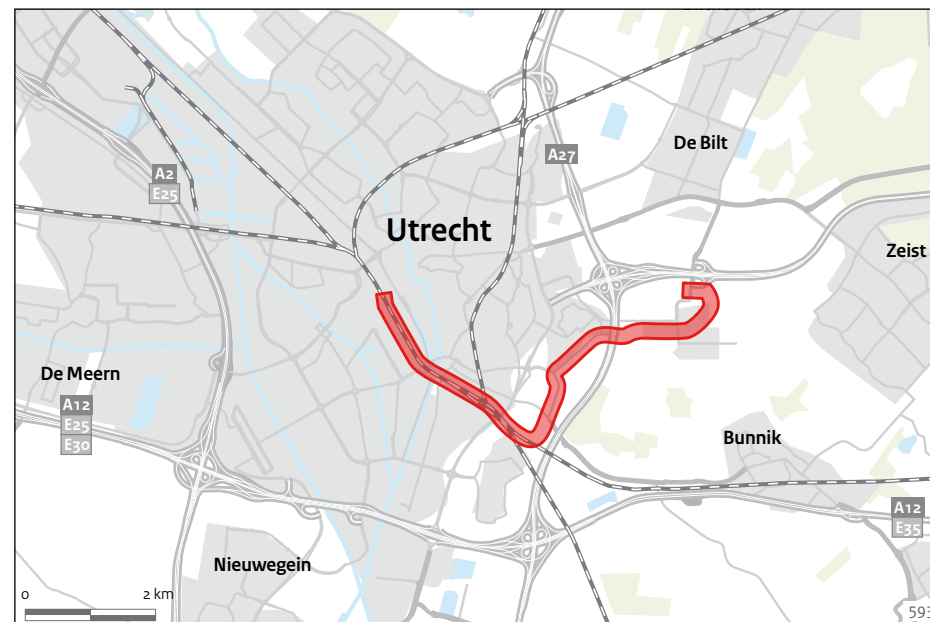 De Bilt
A27
A2
E25
Utrecht
Zeist
De Meern
A12
E25
E30
Bunnik
A12
E35
Nieuwegein
0 2 km
593